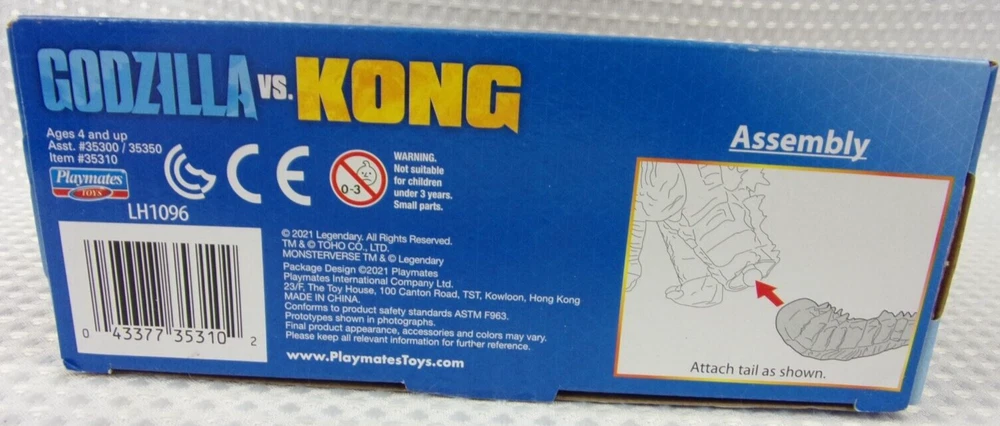 GODZILLA VS. KONG
Ages 4 and up
Asst. #35300 / 35350
Item #35310
Playmates
TOYS
LH1096
0-3
WARNING.
Not suitable
for children
under 3 years.
Small parts.
CE
0 43377 35310 2
© 2021 Legendary. All Rights Reserved.
TM & © TOHO CO., LTD.
MONSTERVERSE TM & © Legendary
Package Design ©2021 Playmates
Playmates International Company Ltd.
23/F, The Toy House, 100 Canton Road, TST, Kowloon, Hong Kong
MADE IN CHINA.
Conforms to product safety standards ASTM F963.
Prototypes shown in photographs.
Final product appearance, accessories and colors may vary.
Please keep all relevant information for further reference.
www.PlaymatesToys.com
Assembly
Attach tail as shown.